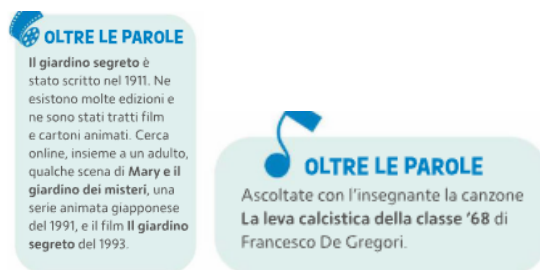 OLTRE LE PAROLE
Il giardino segreto è
stato scritto nel 1911. Ne
esistono molte edizioni e
ne sono stati tratti film
e cartoni animati. Cerca
online, insieme a un adulto,
qualche scena di Mary e il
giardino dei misteri, una
serie animata giapponese
del 1991, e il film Il giardino
segreto del 1993.
OLTRE LE PAROLE
Ascoltate con l'insegnante la canzone
La leva calcistica della classe '68 di
Francesco De Gregori.